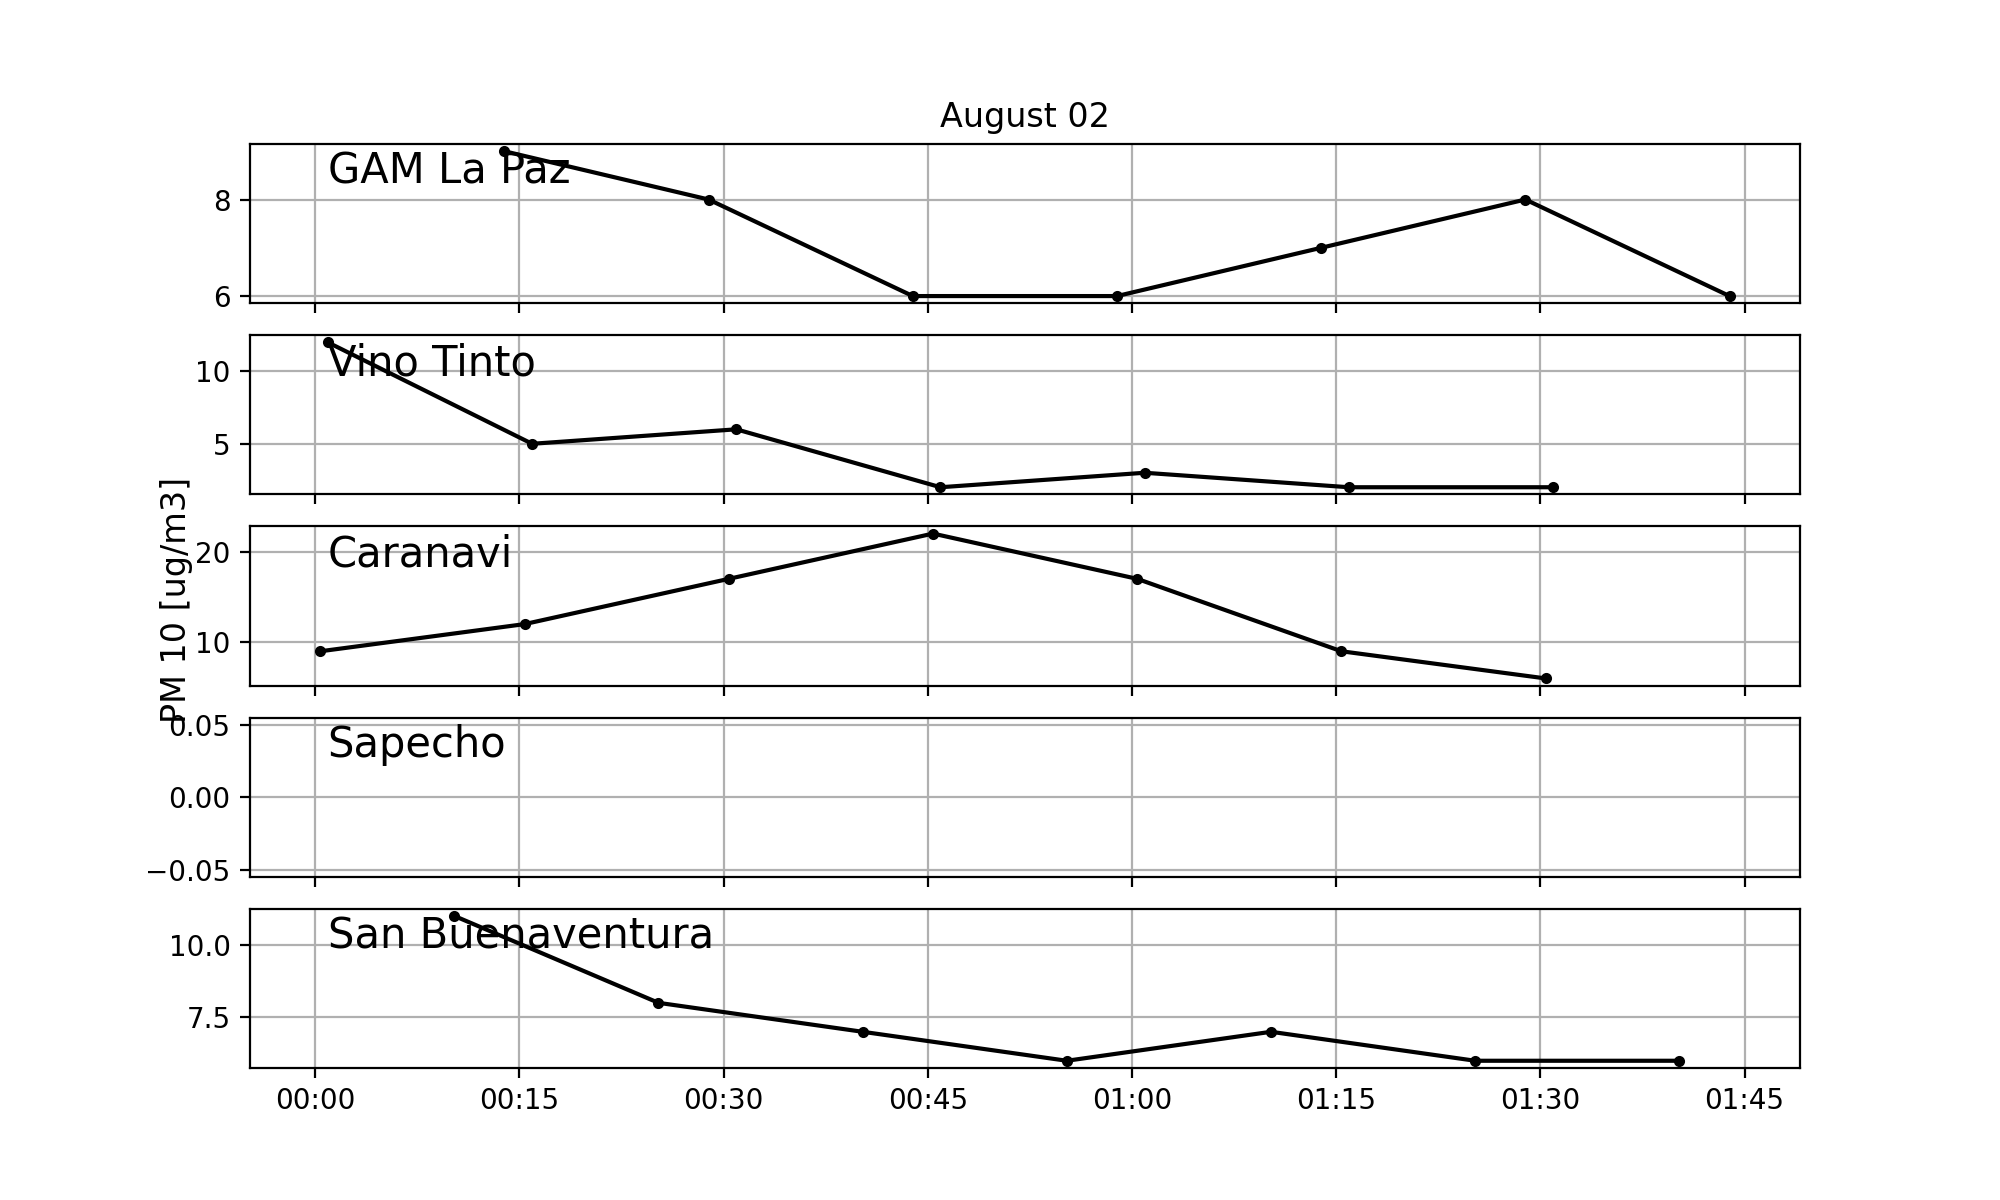 August 02
GAM La Paz
8
6
Vino Tinto
10
5
PM 10 [ug/m3]
Caranavi
20
10
Sapecho
0.05
0.00
−0.05
San Buenaventura
10.0
7.5
00:00 00:15 00:30 00:45 01:00 01:15 01:30 01:45